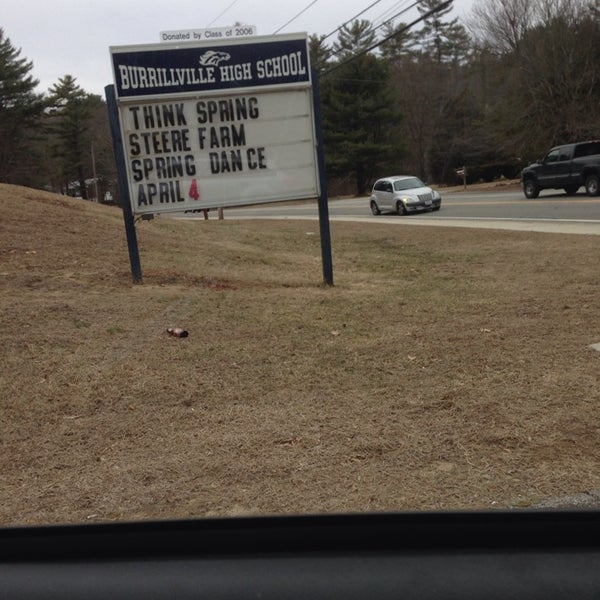 Donated by Class of 2006
BURRILLVILLE HIGH SCHOOL
THINK SPRING
STEERE FARM
SPRING DANCE
APRIL 4